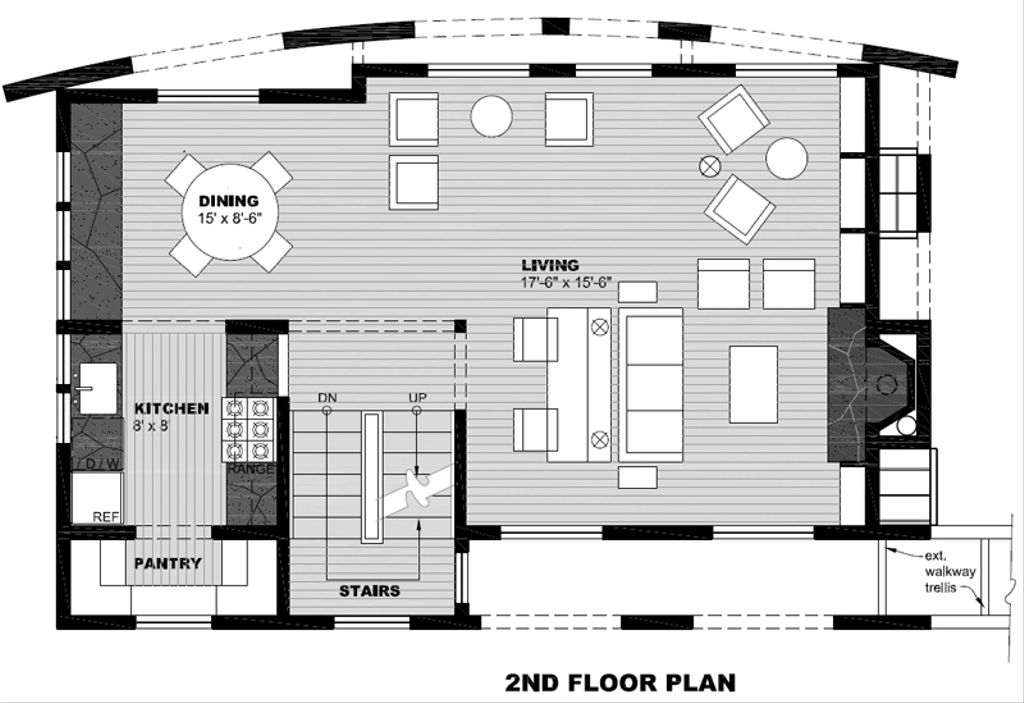 DINING
15' x 8'-6"
LIVING
17'-6" x 15'-6"
KITCHEN
8' x 8'
DN
UP
D / W
RANGE
REF
PANTRY
STAIRS
ext.
walkway
trellis
2ND FLOOR PLAN